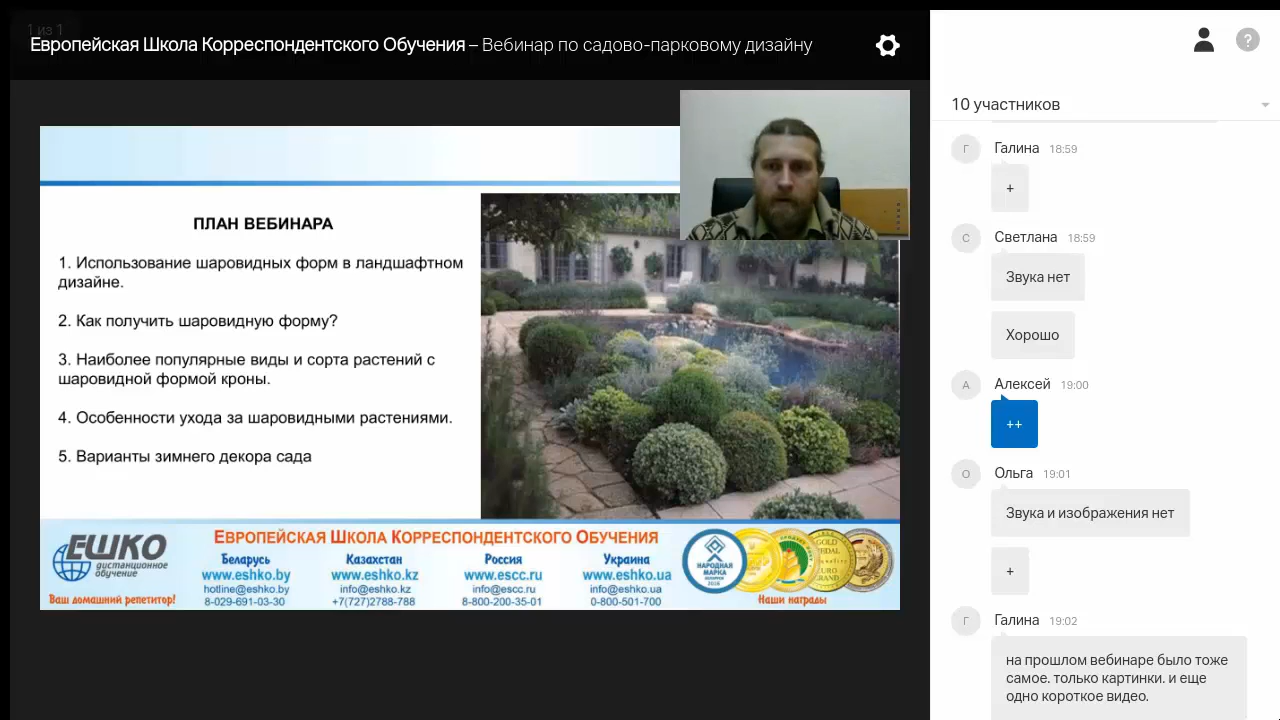 1 из 1
Европейская Школа Корреспондентского Обучения – Вебинар по садово-парковому дизайну
ПЛАН ВЕБИНАРА
1. Использование шаровидных форм в ландшафтном
дизайне.
2. Как получить шаровидную форму?
3. Наиболее популярные виды и сорта растений с
шаровидной формой кроны.
4. Особенности ухода за шаровидными растениями.
5. Варианты зимнего декора сада
ЕШКО
дистанционное
обучение
Ваш домашний репетитор!
ЕВРОПЕЙСКАЯ ШКОЛА КОРРЕСПОНДЕНТСКОГО ОБУЧЕНИЯ
Беларусь
www.eshko.by
hotline@eshko.by
8-029-691-03-30
Казахстан
www.eshko.kz
info@eshko.kz
+7(727)2788-788
Россия
www.escc.ru
info@escc.ru
8-800-200-35-01
Украина
www.eshko.ua
info@eshko.ua
0-800-501-700
НАРОДНАЯ
МАРКА
GOLD
MEDAL
EURO
GRAND
Наши награды
?
10 участников
Г
Галина 18:59
+
С
Светлана 18:59
Звука нет
Хорошо
А
Алексей 19:00
++
О
Ольга 19:01
Звука и изображения нет
+
Г
Галина 19:02
на прошлом вебинаре было тоже
самое. только картинки. и еще
одно короткое видео.